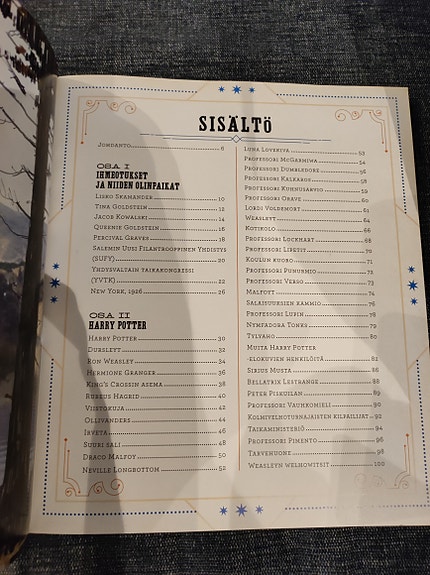 SISÄLTÖ
JOHDANTO 6
OSA I
IHMEOTUKSET
JA NIIDEN OLINPAIKAT
LISKO SKAMANDER 10
TINA GOLDSTEIN 12
JACOB KOWALSKI 14
QUEENIE GOLDSTEIN 16
PERCIVAL GRAVES 18
SALEMIN UUSI FILANTROOPPINEN YHDISTYS
(SUFY) 20
YHDYSVALTAIN TAIKAKONGRESSI
(YVTK) 22
NEW YORK, 1926 26
OSA II
HARRY POTTER
HARRY POTTER 30
DURSLEYT 32
RON WEASLEY 34
HERMIONE GRANGER 36
KING'S CROSSIN ASEMA 38
RUBEUS HAGRID 40
VIISTOKUJA 42
OLLIVANDERS 44
IRVETA 46
SUURI SALI 48
DRACO MALFOY 50
NEVILLE LONGBOTTOM 52
LUNA LOVEKIVA 53
PROFESSORI MCGARMIWA 54
PROFESSORI DUMBLEDORE 56
PROFESSORI KALKAROS 58
PROFESSORI KUHNUSARVIO 59
PROFESSORI ORAVE 60
LORDI VOLDEMORT 61
WEASLEYT 64
KOTIKOLO 66
PROFESSORI LOCKHART 68
PROFESSORI LIPETIT 70
KOULUN KUORO 71
PROFESSORI PUNURMIO 73
PROFESSORI VERSO 73
MALFOYT 74
SALAISUUKSIEN KAMMIO 76
PROFESSORI LUPIN 78
NYMFADORA TONKS 79
TYLYAHO 80
MUITA HARRY POTTER
-ELOKUVIEN HENKILÖITÄ 82
SIRIUS MUSTA 86
BELLATRIX LESTRANGE 88
PETER PISKUILAN 89
PROFESSORI VAUHKOMIELI 90
KOLMIVELHOTURNAJAISTEN KILPAILIJAT 92
TAIKAMINISTERIÖ 94
PROFESSORI PIMENTO 96
TARVEHUONE 98
WEASLEYN WELHOWITSIT 100